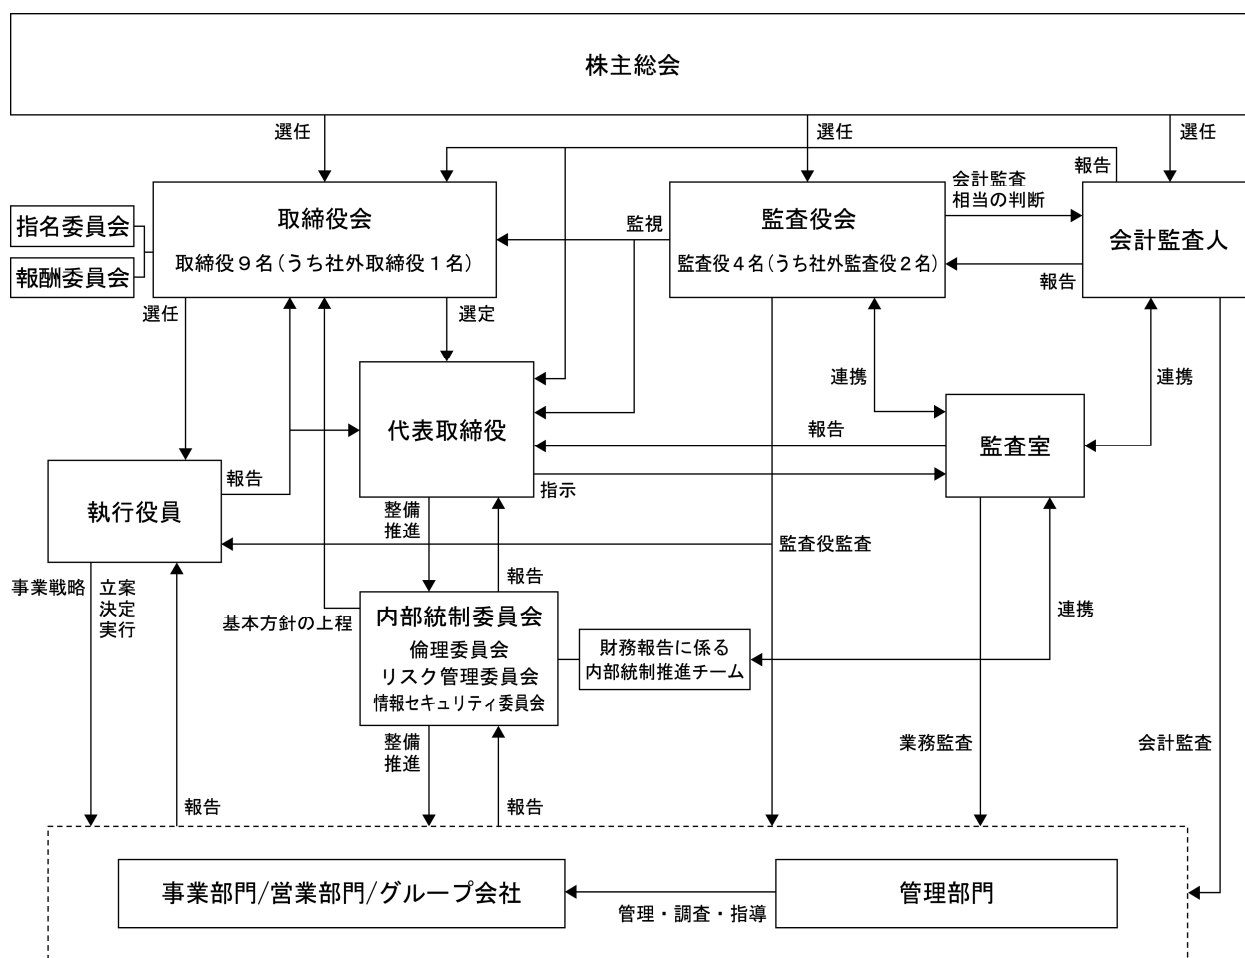 株主総会
選任
選任
選任
報告
指名委員会
報酬委員会
取締役会
取締役9名(うち社外取締役1名)
監視
監査役会
監査役4名(うち社外監査役2名)
会計監査
相当の判断
会計監査人
報告
選任
選定
連携
連携
代表取締役
報告
監査室
指示
執行役員
報告
整備
推進
監査役監査
事業戦略
立案
決定
実行
報告
基本方針の上程
内部統制委員会
倫理委員会
リスク管理委員会
情報セキュリティ委員会
財務報告に係る
内部統制推進チーム
連携
整備
推進
業務監査
会計監査
報告
報告
事業部門/営業部門/グループ会社
管理・調査・指導
管理部門